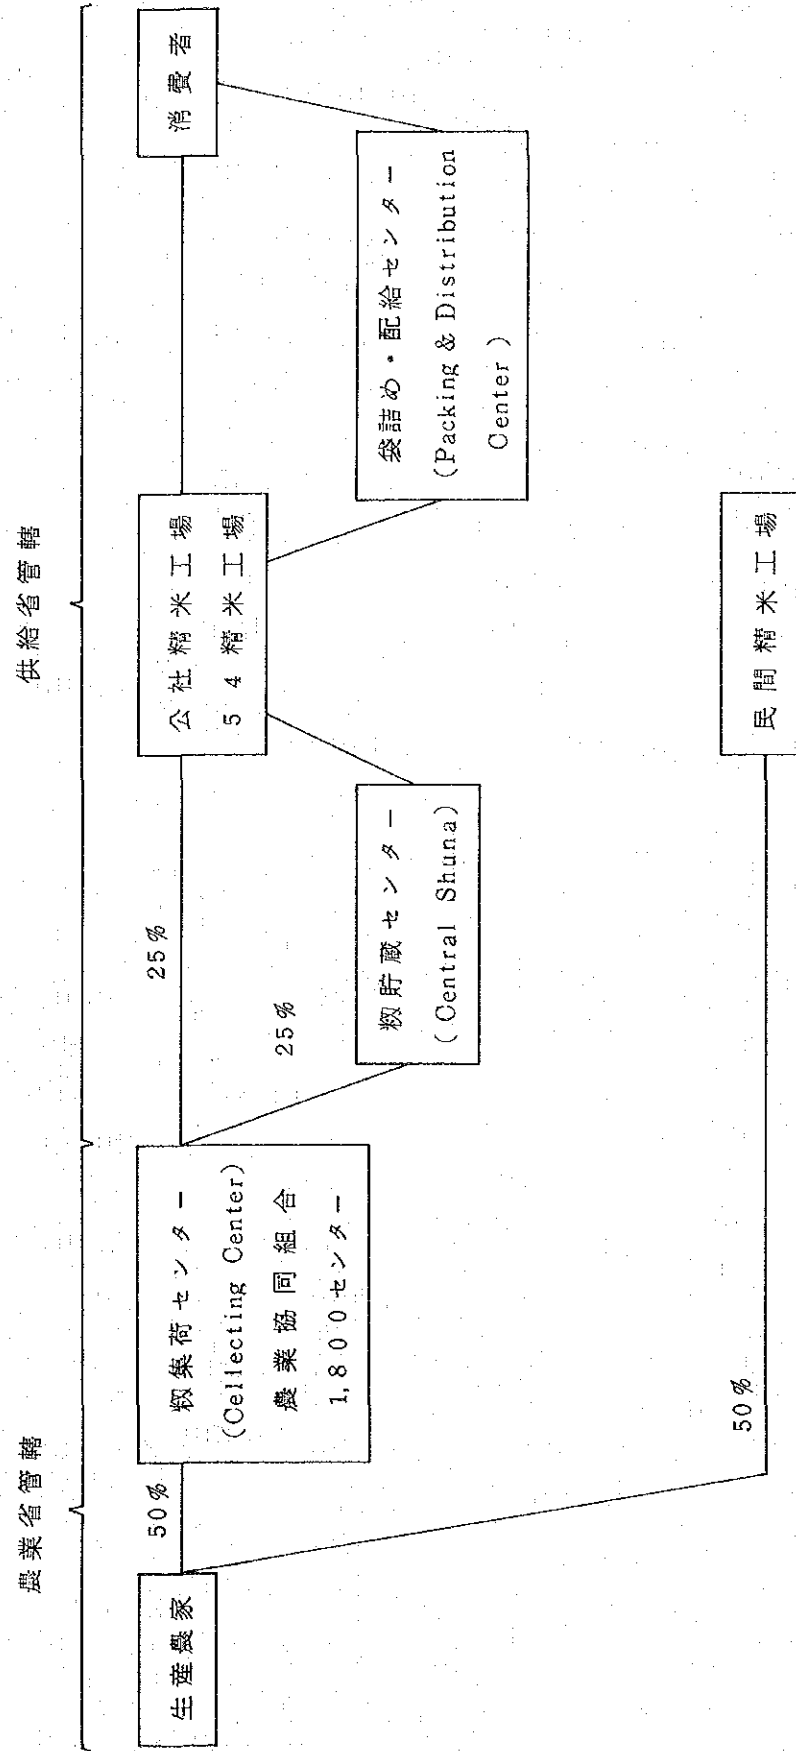 農業省管轄
供給省管轄
生産農家
50%
籾集荷センター
(Cellecting Center)
農業協同組合
1,800センター
25%
25%
籾貯蔵センター
(Central Shuna)
公社精米工場
54精米工場
袋詰め・配給センター
(Packing & Distribution
Center)
消費者
50%
民間精米工場